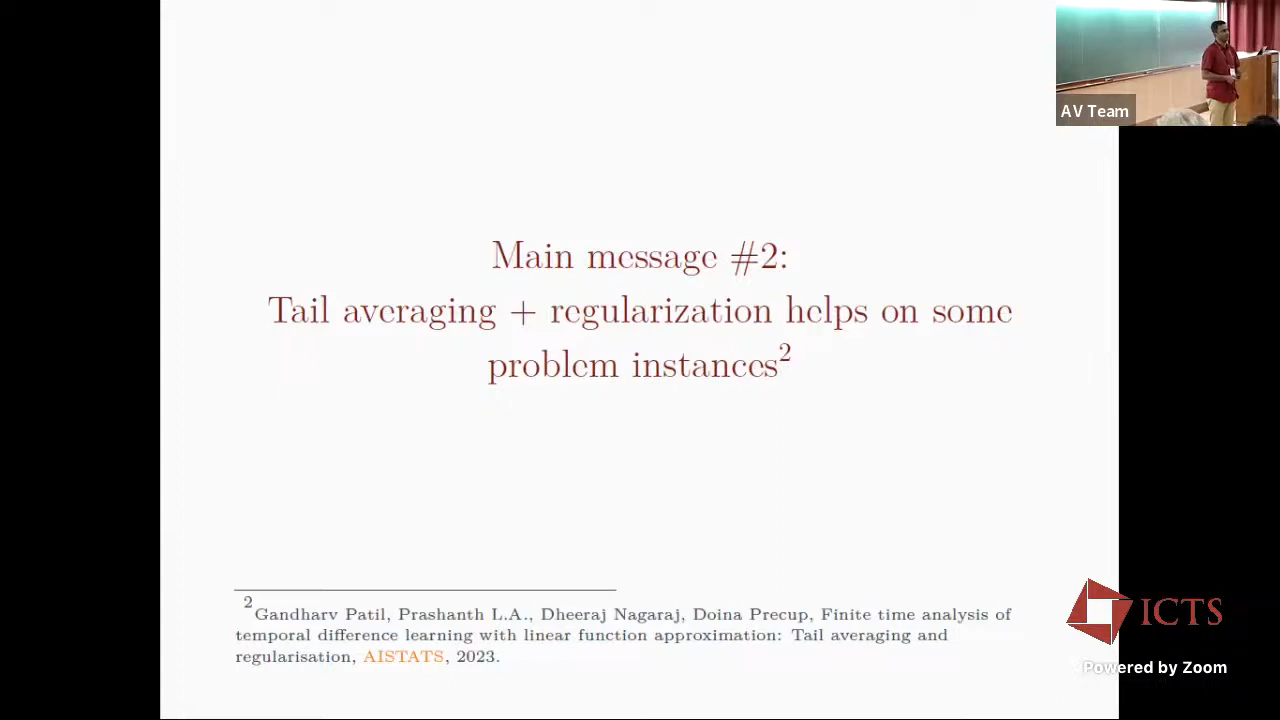 AV Team
Main message #2:
Tail averaging + regularization helps on some
problem instances2
2Gandharv Patil, Prashanth L.A., Dheeraj Nagaraj, Doina Precup, Finite time analysis of
temporal difference learning with linear function approximation: Tail averaging and
regularisation, AISTATS, 2023.
ICTS
Powered by Zoom